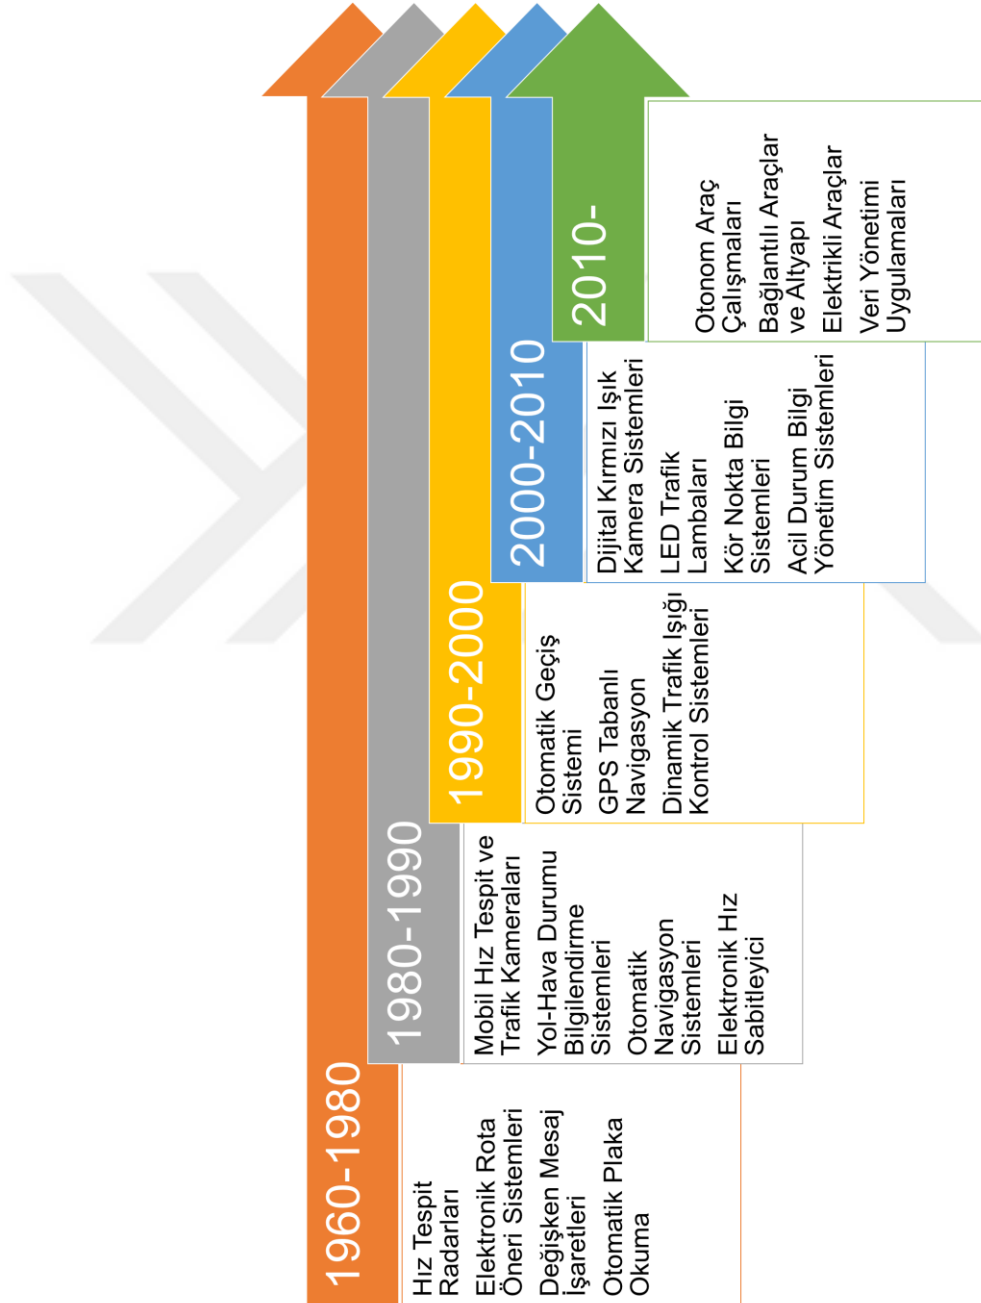 1960-1980
Hız Tespit
Radarları
Elektronik Rota
Öneri Sistemleri
Değişken Mesaj
İşaretleri
Otomatik Plaka
Okuma
1980-1990
Mobil Hız Tespit ve
Trafik Kameraları
Yol-Hava Durumu
Bilgilendirme
Sistemleri
Otomatik
Navigasyon
Sistemleri
Elektronik Hız
Sabitleyici
1990-2000
Otomatik Geçiş
Sistemi
GPS Tabanlı
Navigasyon
Dinamik Trafik Işığı
Kontrol Sistemleri
2000-2010
Dijital Kırmızı Işık
Kamera Sistemleri
LED Trafik
Lambaları
Kör Nokta Bilgi
Sistemleri
Acil Durum Bilgi
Yönetim Sistemleri
2010-
Otonom Araç
Çalışmaları
Bağlantılı Araçlar
ve Altyapı
Elektrikli Araçlar
Veri Yönetimi
Uygulamaları